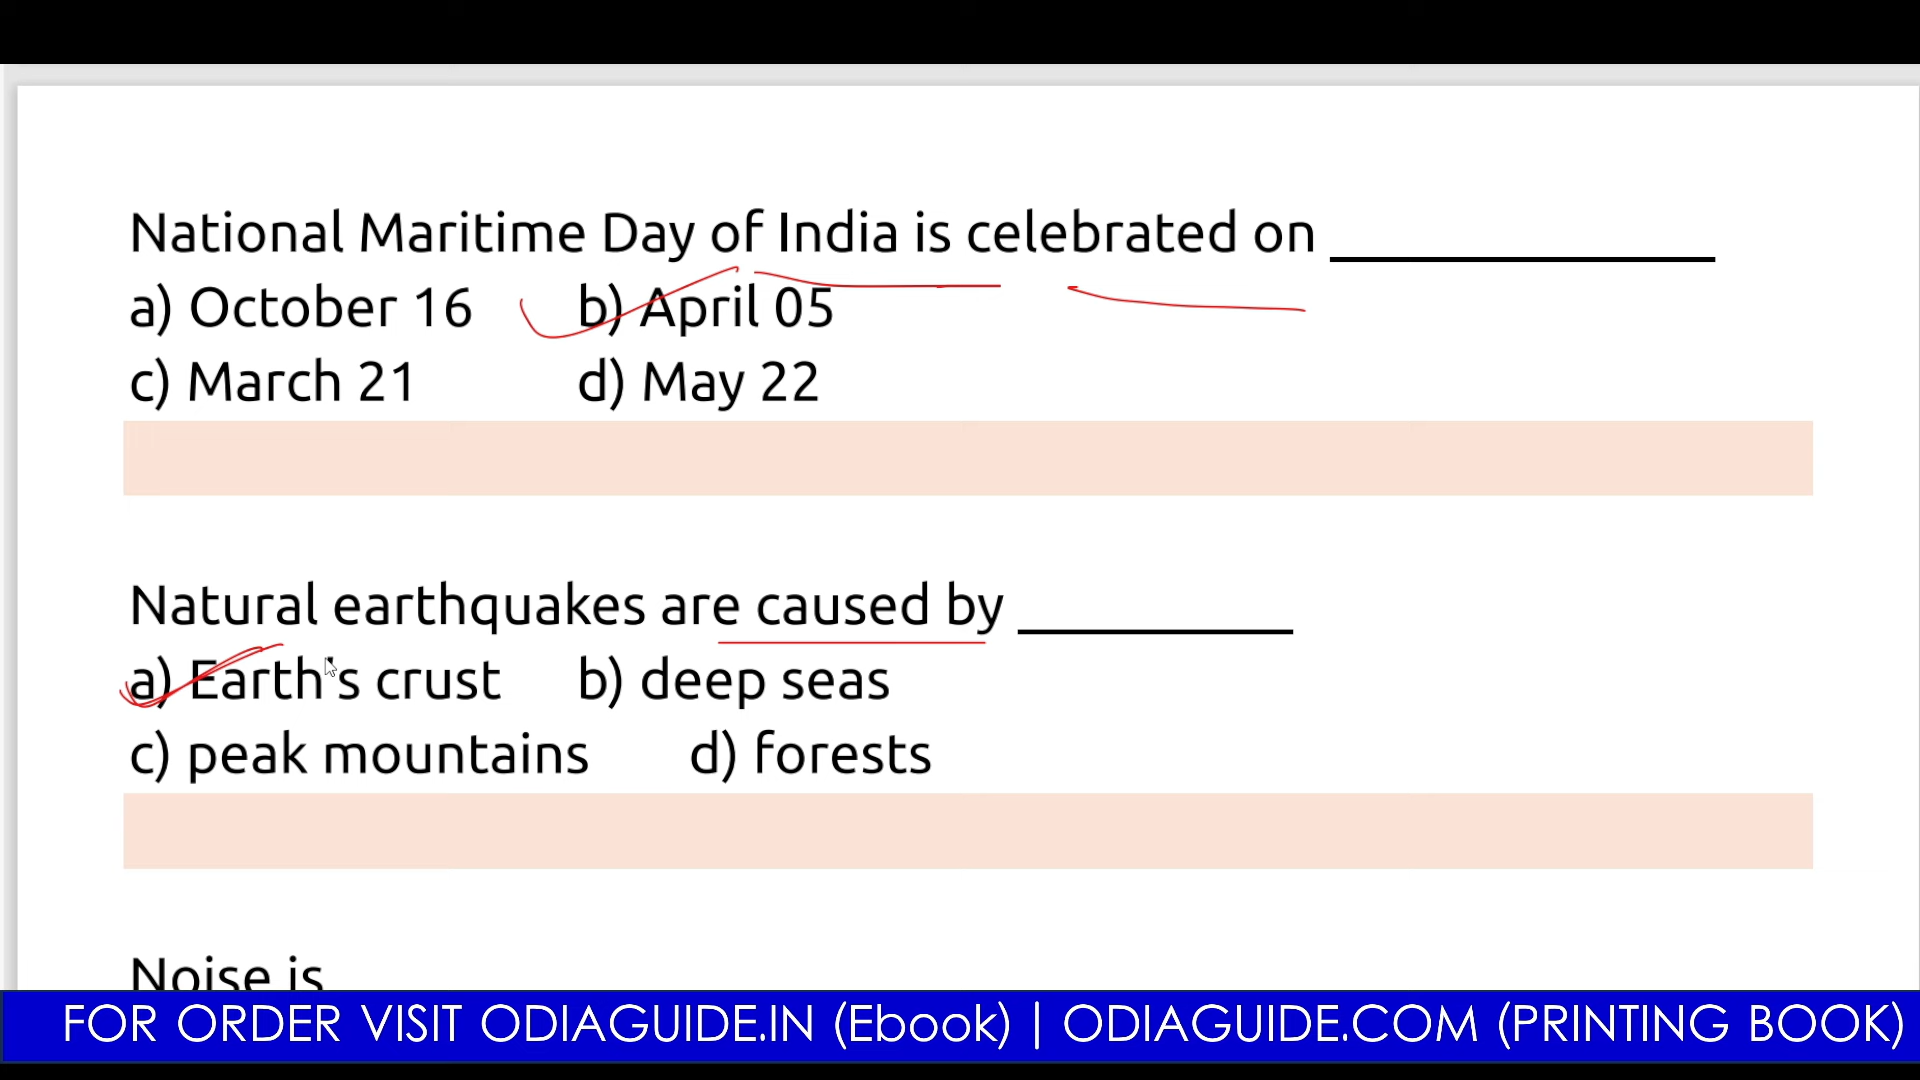 National Maritime Day of India is celebrated on ______________
a) October 16 b) April 05
c) March 21 d) May 22
Natural earthquakes are caused by __________
a) Earth's crust b) deep seas
c) peak mountains d) forests
Noise is
FOR ORDER VISIT ODIAGUIDE.IN (Ebook) | ODIAGUIDE.COM (PRINTING BOOK)